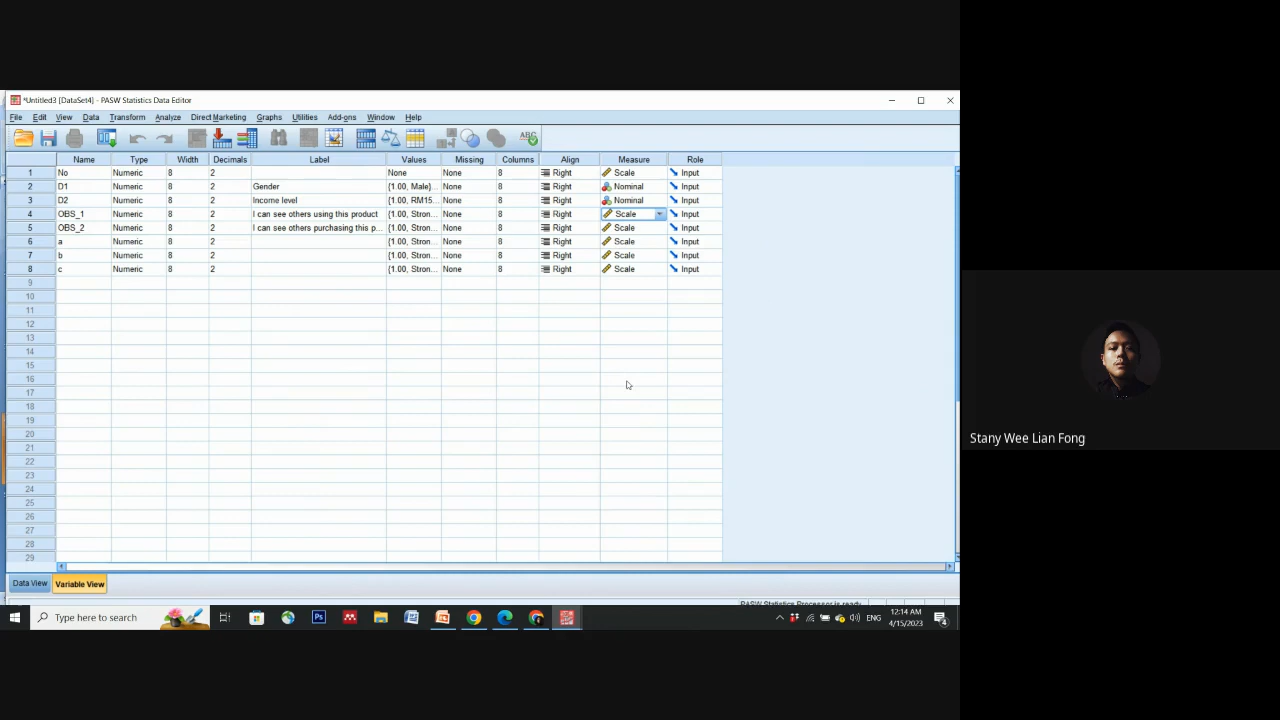 *Untitled3 [DataSet4] - PASW Statistics Data Editor
File Edit View Data Transform Analyze Direct Marketing Graphs Utilities Add-ons Window Help
Name Type Width Decimals Label Values Missing Columns Align Measure Role
1 No Numeric 8 2 None None 8 Right Scale Input
2 D1 Numeric 8 2 Gender {1.00, Male}... None 8 Right Nominal Input
3 D2 Numeric 8 2 Income level {1.00, RM15... None 8 Right Nominal Input
4 OBS_1 Numeric 8 2 I can see others using this product {1.00, Stron... None 8 Right Scale Input
5 OBS_2 Numeric 8 2 I can see others purchasing this p... {1.00, Stron... None 8 Right Scale Input
6 a Numeric 8 2 {1.00, Stron... None 8 Right Scale Input
7 b Numeric 8 2 {1.00, Stron... None 8 Right Scale Input
8 c Numeric 8 2 {1.00, Stron... None 8 Right Scale Input
9
10
11
12
13
14
15
16
17
18
19
20
21
22
23
24
25
26
27
28
29
Data View Variable View
PASW Statistics Processor is ready
Type here to search
Ps
ENG
12:14 AM
4/15/2023
4
Stany Wee Lian Fong